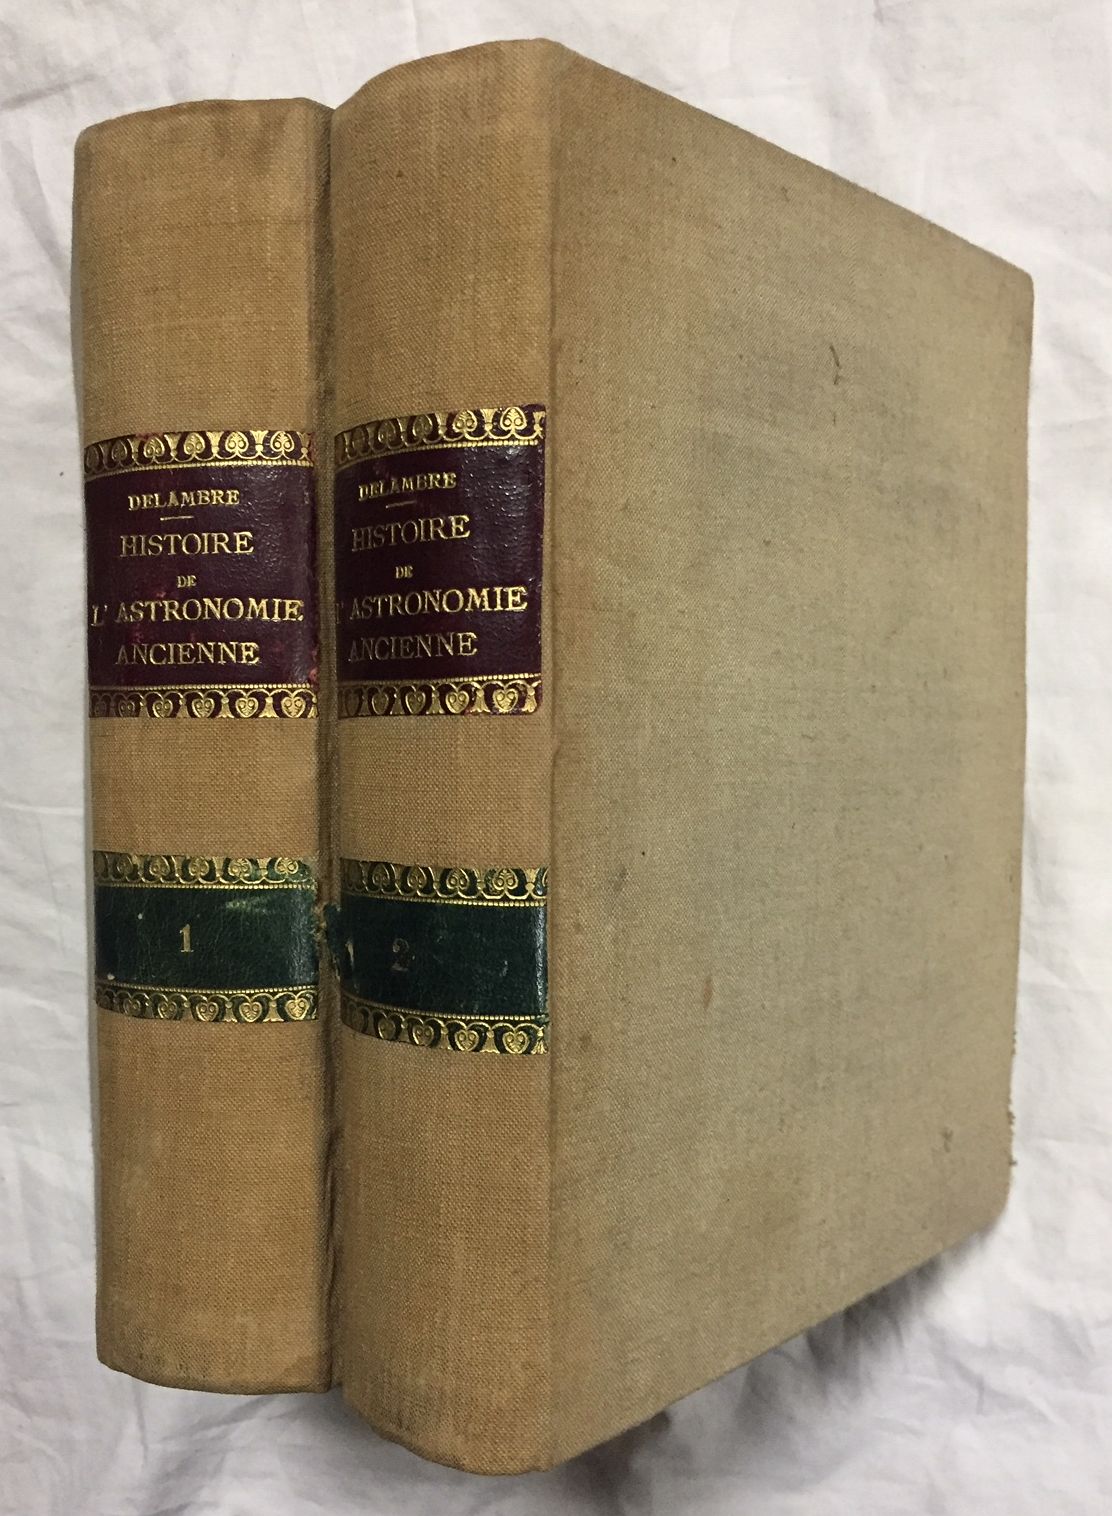 DELAMBRE
HISTOIRE
DE
L'ASTRONOMIE
ANCIENNE
1
DELAMBRE
HISTOIRE
DE
L'ASTRONOMIE
ANCIENNE
2